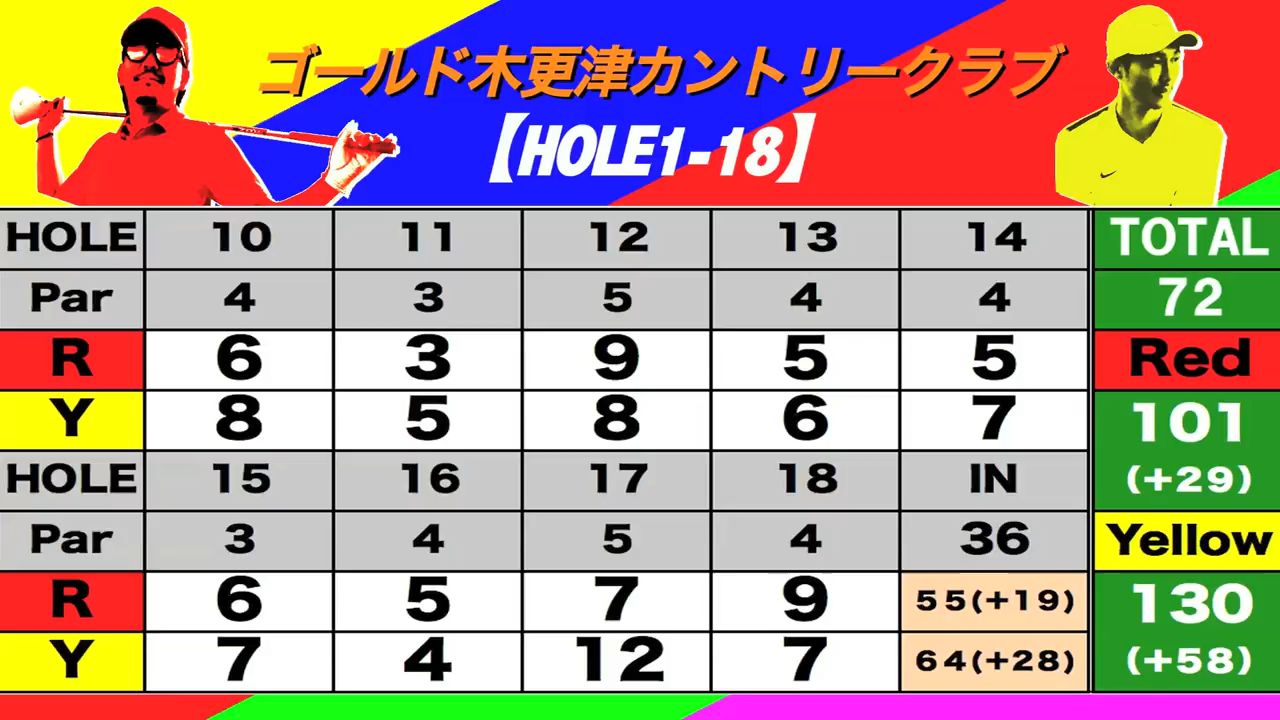 ゴールド木更津カントリークラブ
【HOLE1-18】
HOLE 10 11 12 13 14 TOTAL
Par 4 3 5 4 4 72
R 6 3 9 5 5 Red
Y 8 5 8 6 7 101
HOLE 15 16 17 18 IN (+29)
Par 3 4 5 4 36 Yellow
R 6 5 7 9 55(+19) 130
Y 7 4 12 7 64(+28) (+58)